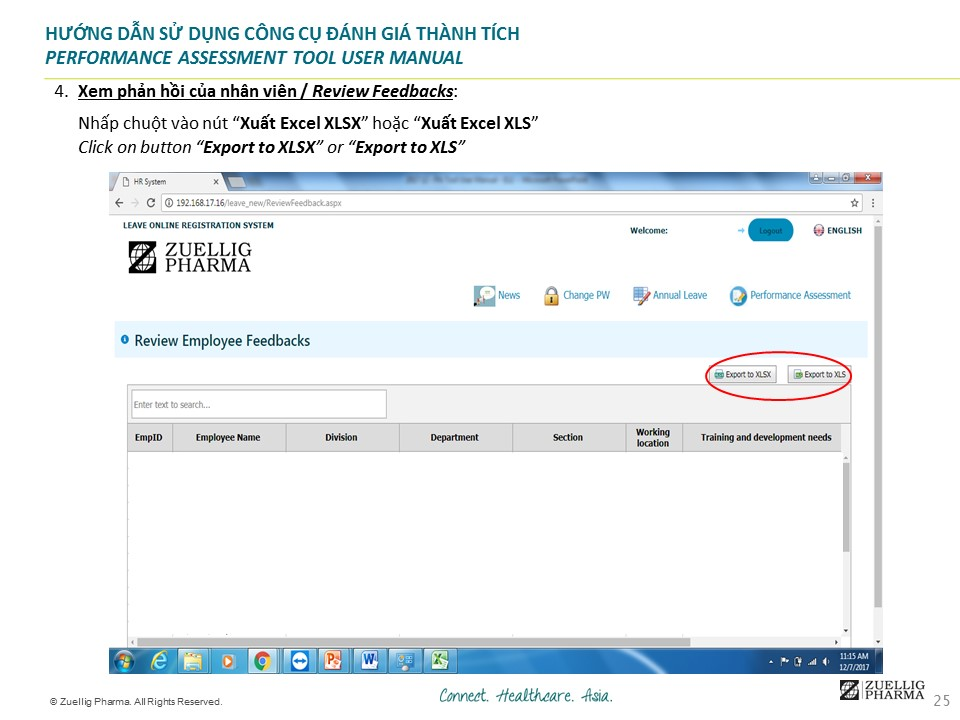 HƯỚNG DẪN SỬ DỤNG CÔNG CỤ ĐÁNH GIÁ THÀNH TÍCH
PERFORMANCE ASSESSMENT TOOL USER MANUAL
4. Xem phản hồi của nhân viên / Review Feedbacks:
Nhấp chuột vào nút “Xuất Excel XLSX” hoặc “Xuất Excel XLS”
Click on button “Export to XLSX” or “Export to XLS”
HR System
192.168.17.16/leave_new/ReviewFeedback.aspx
LEAVE ONLINE REGISTRATION SYSTEM
Welcome:
Logout
ENGLISH
ZUELLIG
PHARMA
News
Change PW
Annual Leave
Performance Assessment
Review Employee Feedbacks
Export to XLSX
Export to XLS
Enter text to search...
EmpID
Employee Name
Division
Department
Section
Working
location
Training and development needs
11:15 AM
12/7/2017
© Zuellig Pharma. All Rights Reserved.
Connect. Healthcare. Asia.
ZUELLIG
PHARMA
25